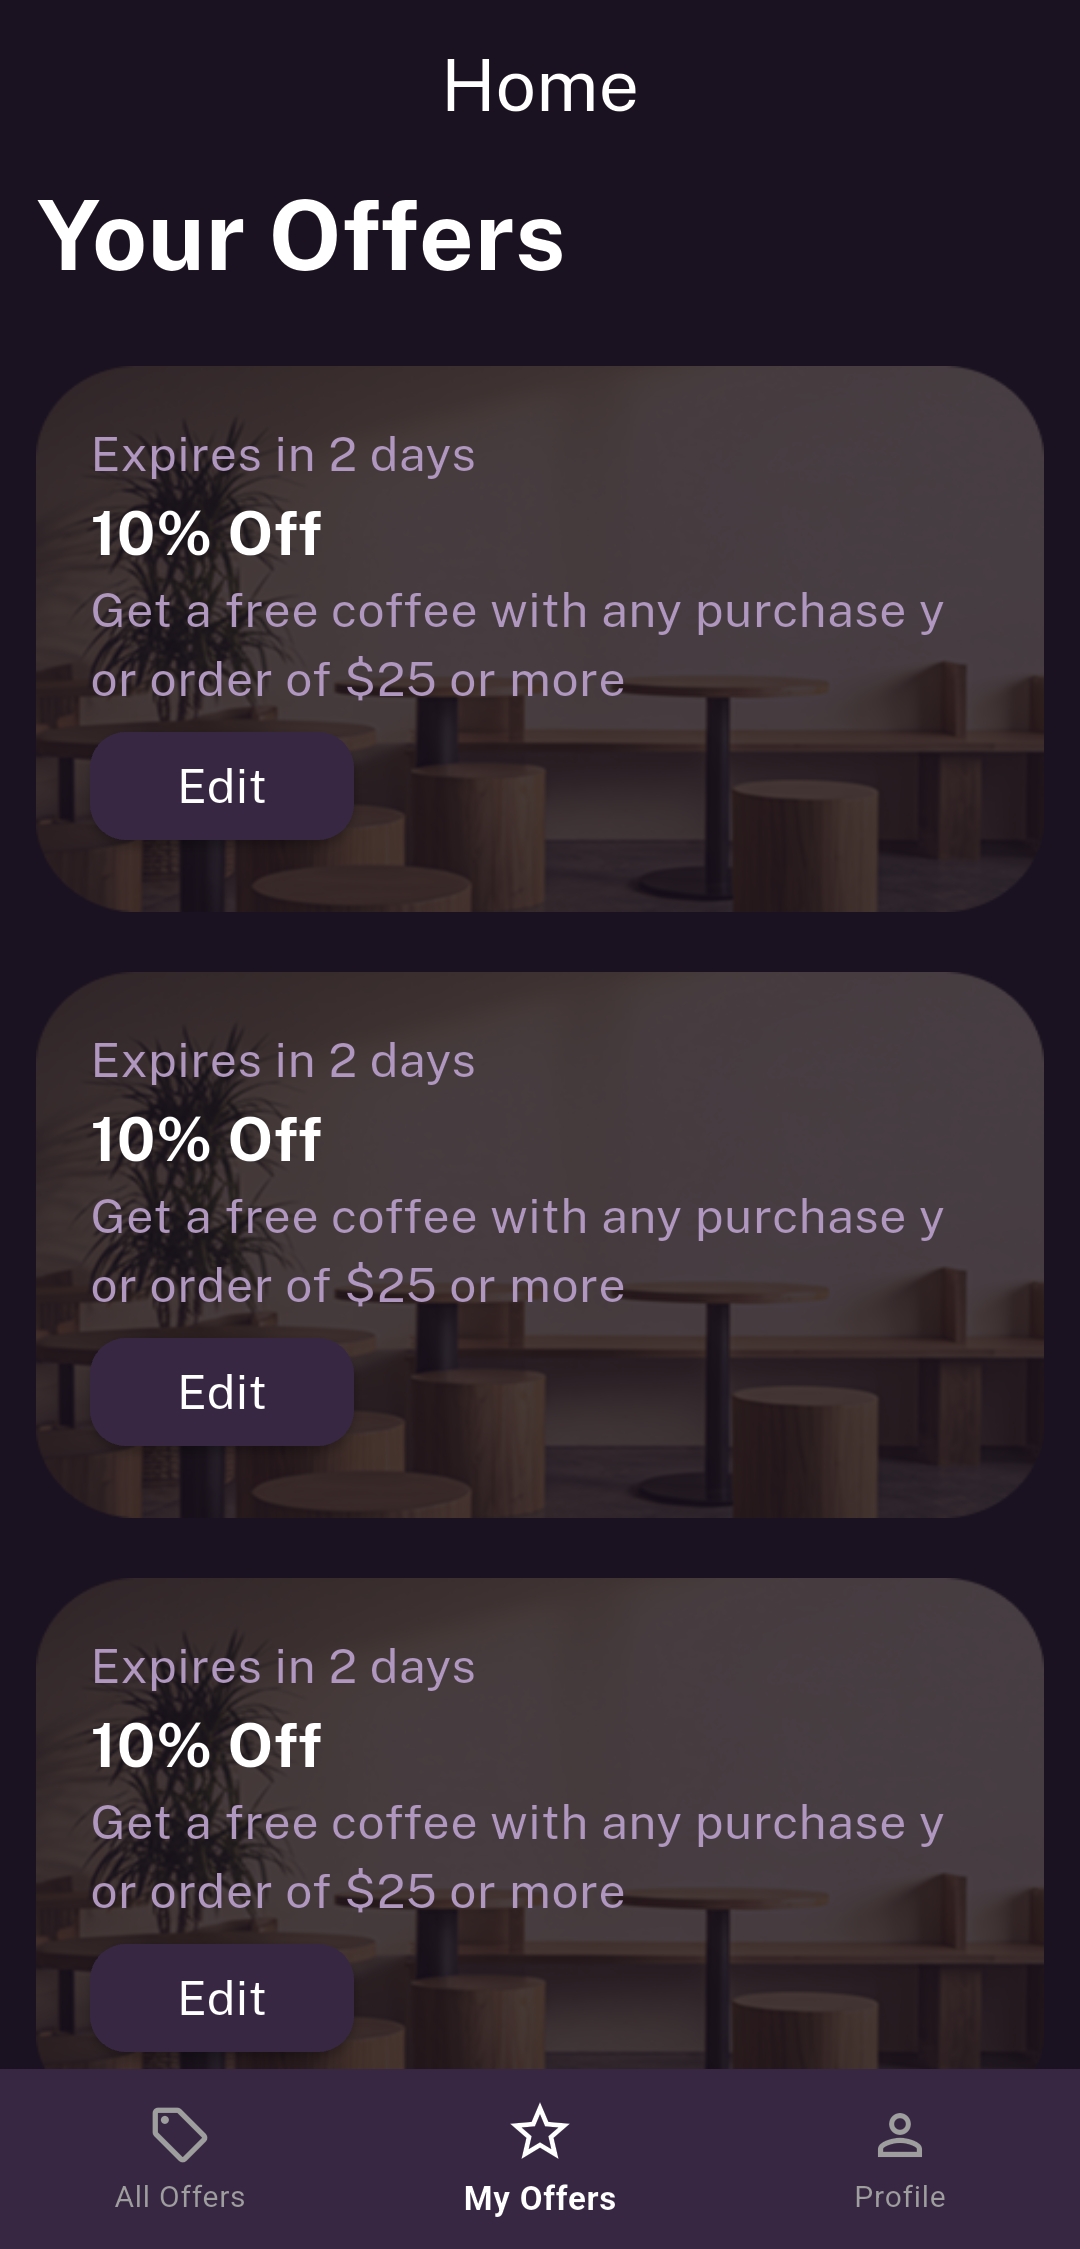 Home
Your Offers
Expires in 2 days
10% Off
Get a free coffee with any purchase y
or order of $25 or more
Edit
Expires in 2 days
10% Off
Get a free coffee with any purchase y
or order of $25 or more
Edit
Expires in 2 days
10% Off
Get a free coffee with any purchase y
or order of $25 or more
Edit
All Offers
My Offers
Profile